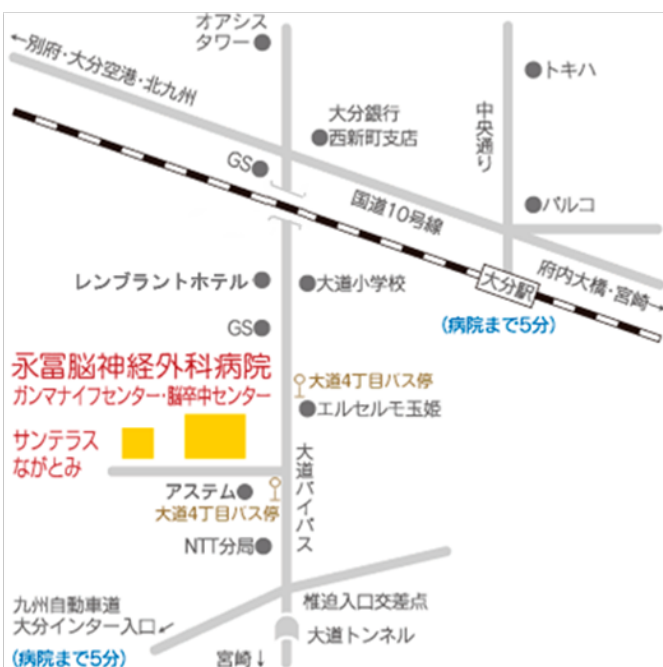 オアシス
タワー
←別府・大分空港・北九州
トキハ
大分銀行
西新町支店
中央通り
GS
国道10号線
パルコ
レンブラントホテル
大道小学校
大分駅
府内大橋・宮崎→
(病院まで5分)
GS
永冨脳神経外科病院
ガンマナイフセンター・脳卒中センター
大道4丁目バス停
エルセルモ玉姫
サンテラス
ながとみ
大道バイパス
アステム
大道4丁目バス停
NTT分局
九州自動車道
大分インター入口↙
(病院まで5分)
椎迫入口交差点
大道トンネル
宮崎↓